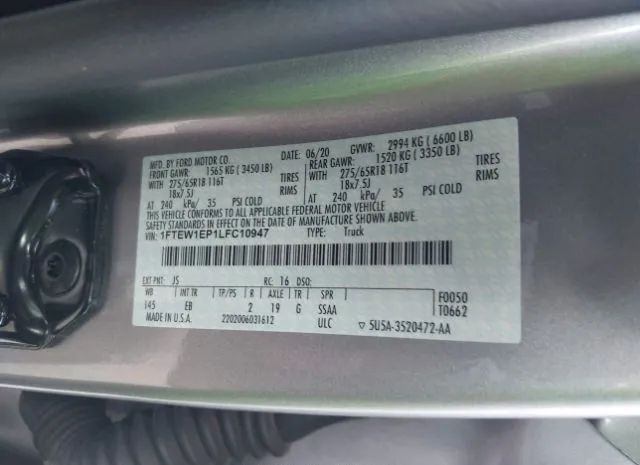 MFD. BY FORD MOTOR CO.
DATE: 06/20 GVWR: 2994 KG ( 6600 LB)
FRONT GAWR: 1565 KG ( 3450 LB) REAR GAWR: 1520 KG ( 3350 LB)
WITH 275/65R18 116T TIRES WITH 275/65R18 116T TIRES
18x7.5J RIMS 18x7.5J RIMS
AT 240 kPa/ 35 PSI COLD AT 240 kPa/ 35 PSI COLD
THIS VEHICLE CONFORMS TO ALL APPLICABLE FEDERAL MOTOR VEHICLE
SAFETY STANDARDS IN EFFECT ON THE DATE OF MANUFACTURE SHOWN ABOVE.
VIN: 1FTEW1EP1LFC10947 TYPE: Truck
EXT PNT: JS RC: 16 DSO:
WB INT TR TP/PS R AXLE TR SPR F0050
145 EB 2 19 G SSAA T0662
MADE IN U.S.A. 2202006031612 ULC ▽ 5U5A-3520472-AA